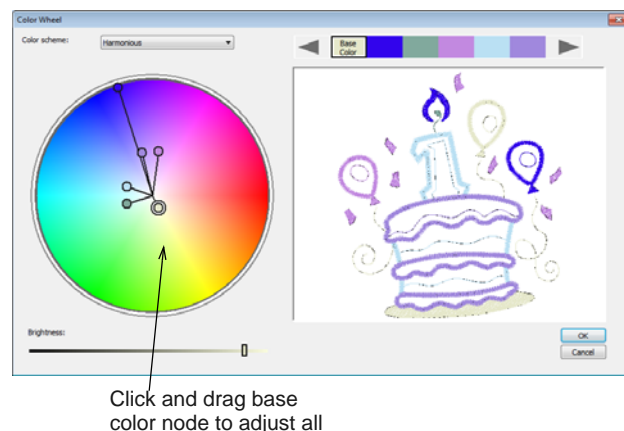 Color Wheel
Color scheme:
Harmonious
Base
Color
1
Brightness:
OK
Cancel
Click and drag base
color node to adjust all